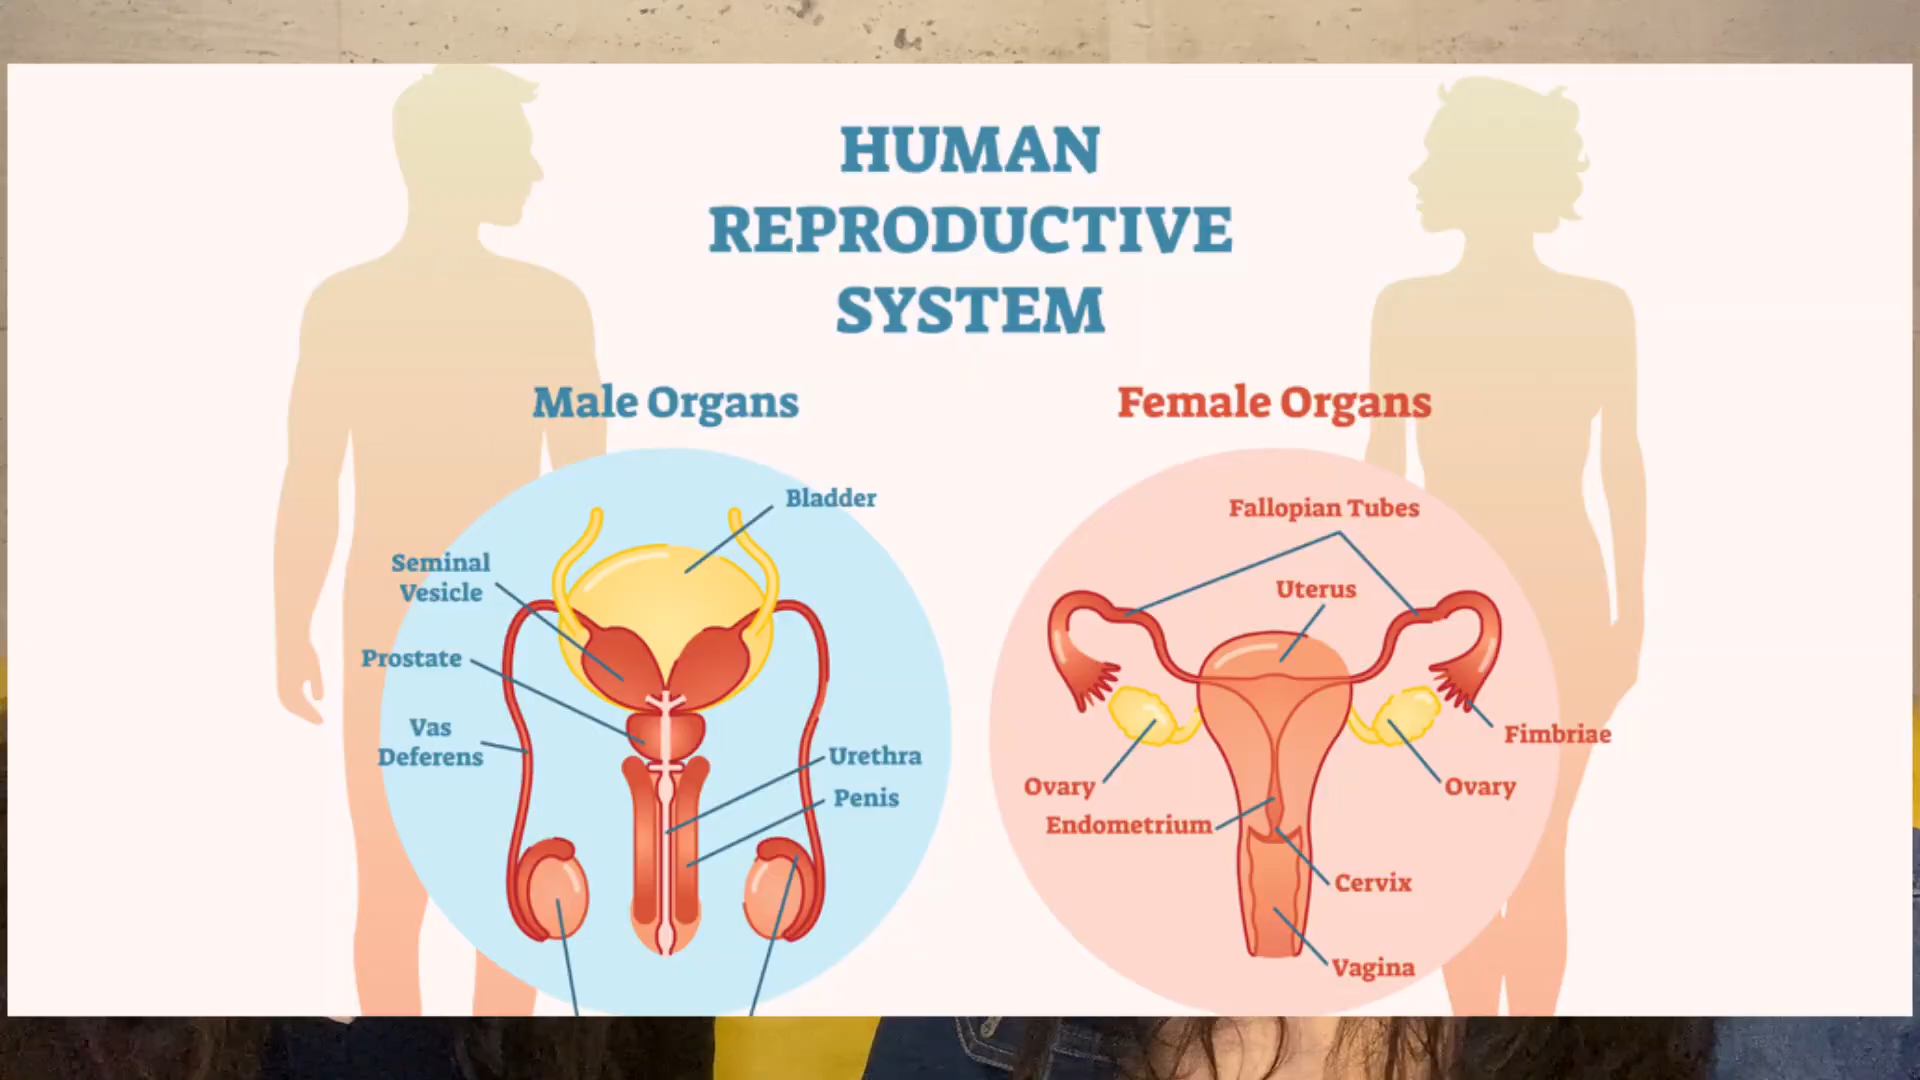 HUMAN
REPRODUCTIVE
SYSTEM
Male Organs
Bladder
Seminal
Vesicle
Prostate
Vas
Deferens
Urethra
Penis
Female Organs
Fallopian Tubes
Uterus
Fimbriae
Ovary
Ovary
Endometrium
Cervix
Vagina